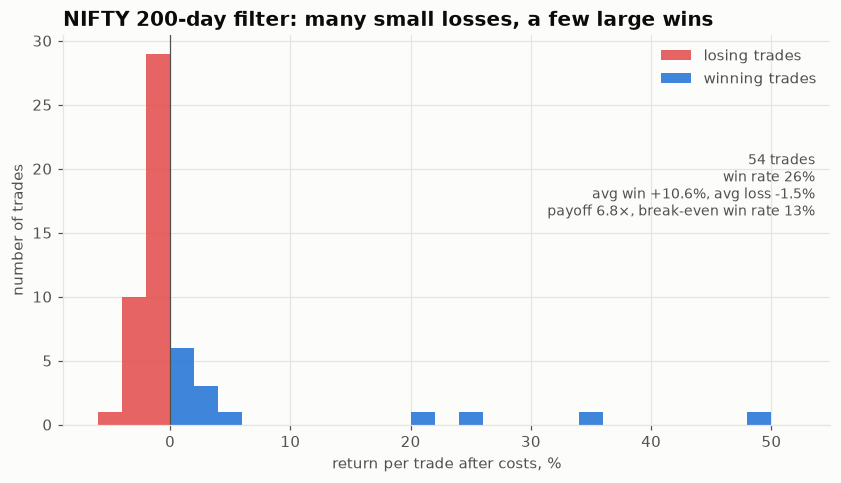 NIFTY 200-day filter: many small losses, a few large wins
30
25
20
15
10
5
0
number of trades
losing trades
winning trades
54 trades
win rate 26%
avg win +10.6%, avg loss -1.5%
payoff 6.8×, break-even win rate 13%
0 10 20 30 40 50
return per trade after costs, %